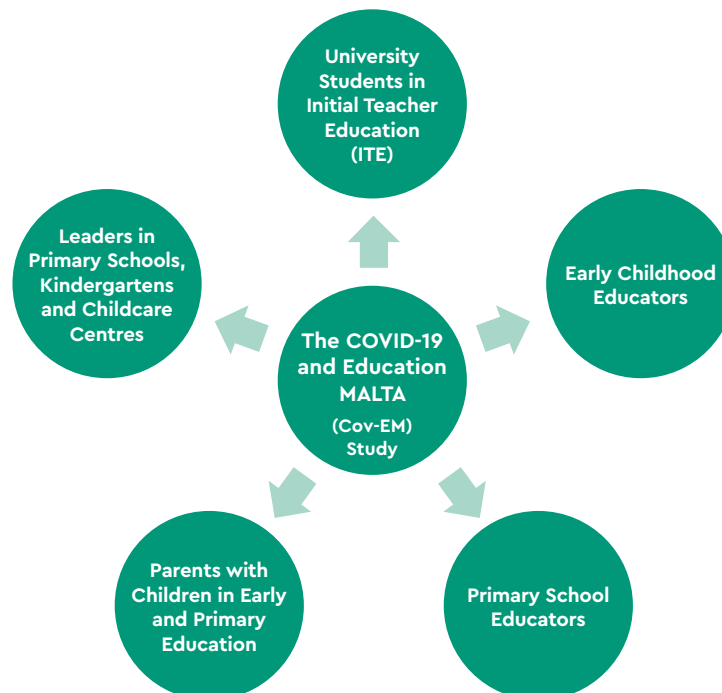 University
Students in
Initial Teacher
Education
(ITE)
Leaders in
Primary Schools,
Kindergartens
and Childcare
Centres
Early Childhood
Educators
The COVID-19
and Education
MALTA
(Cov-EM)
Study
Parents with
Children in Early
and Primary
Education
Primary School
Educators